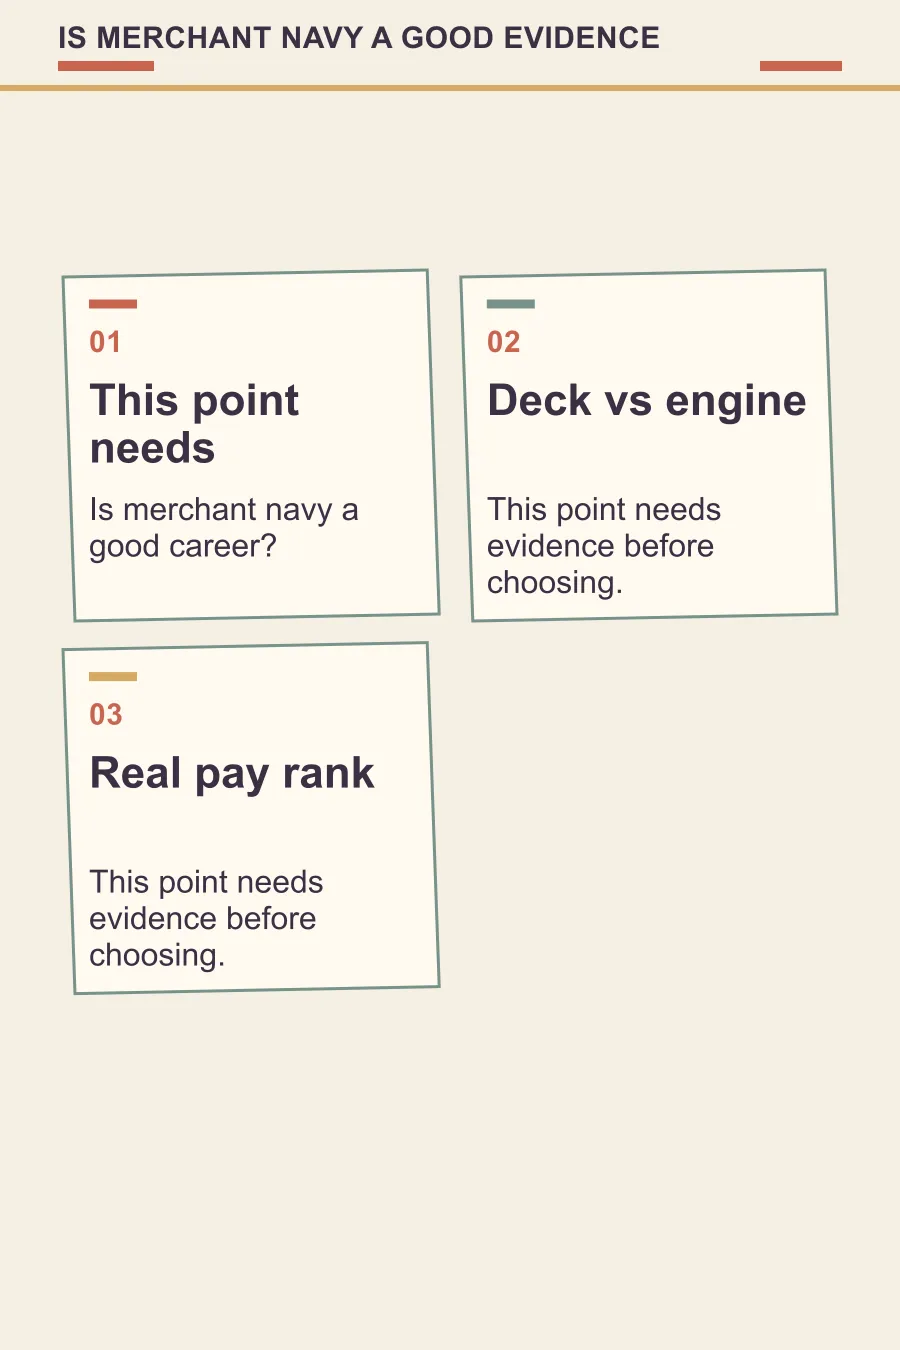 IS MERCHANT NAVY A GOOD EVIDENCE
01
This point
needs
Is merchant navy a
good career?
02
Deck vs engine
This point needs
evidence before
choosing.
03
Real pay rank
This point needs
evidence before
choosing.